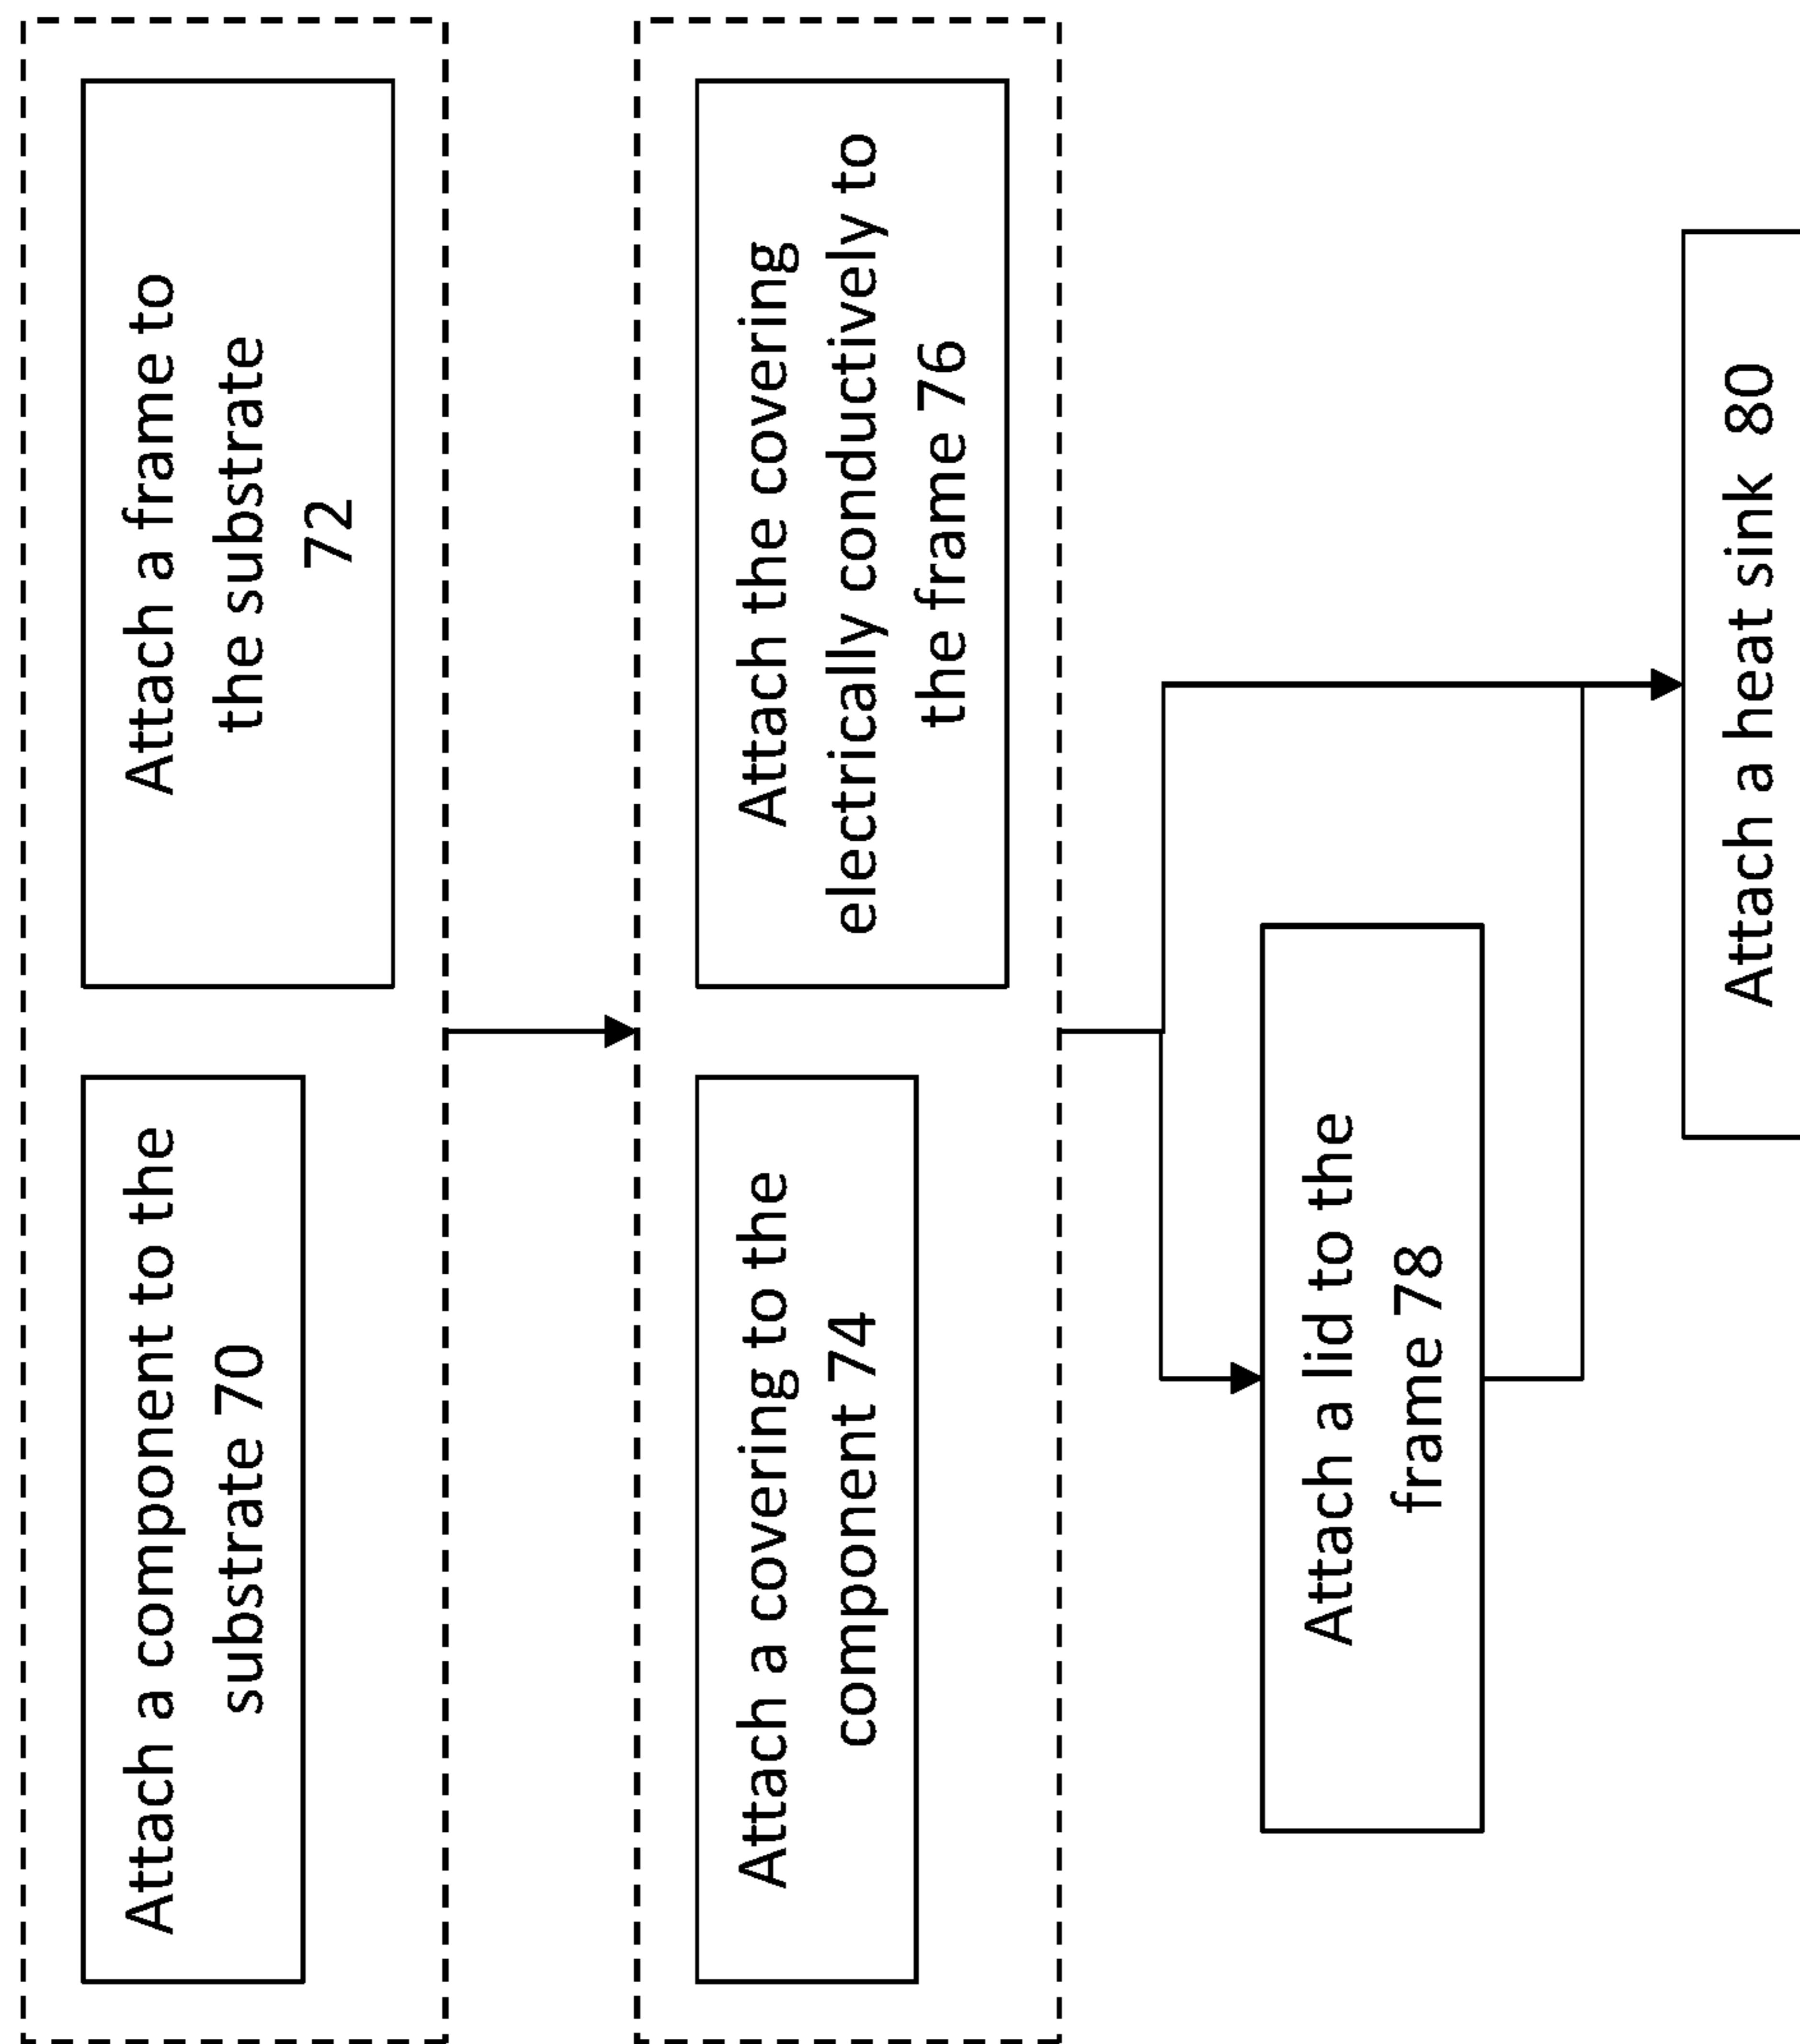 Attach a component to the
substrate 70
Attach a frame to
the substrate
72
Attach a covering to the
component 74
Attach the covering
electrically conductively to
the frame 76
Attach a lid to the
frame 78
Attach a heat sink 80